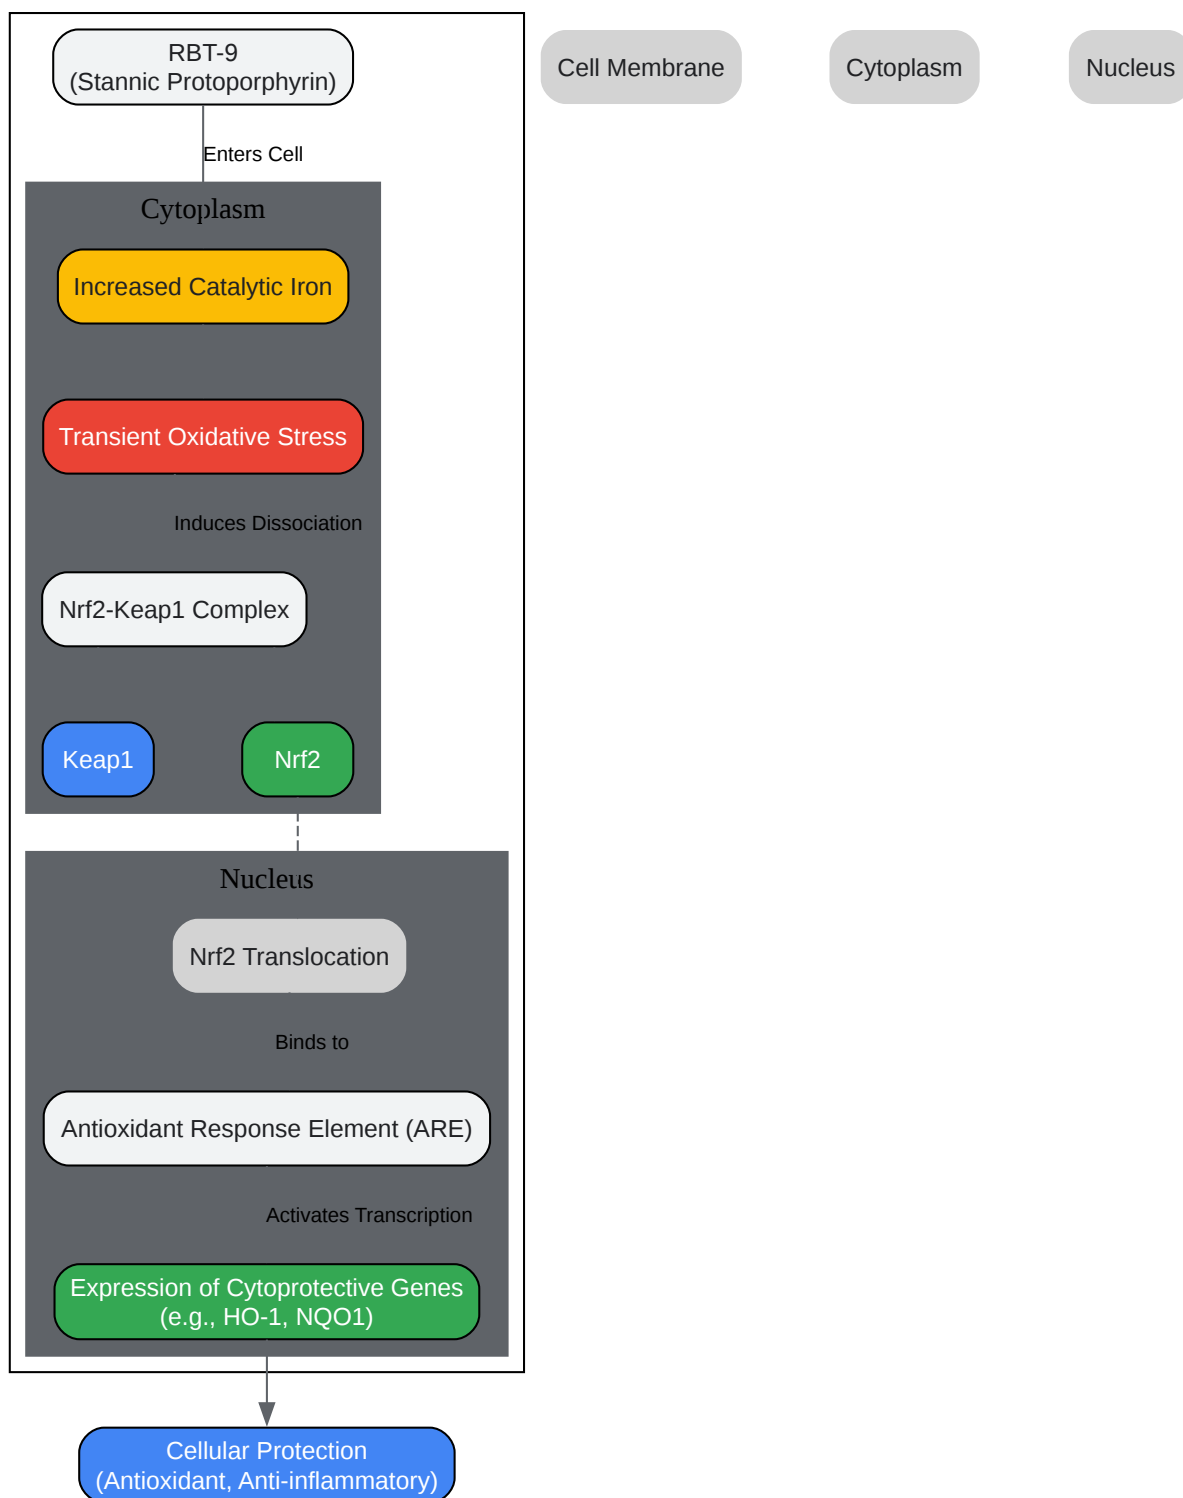 RBT-9
(Stannic Protoporphyrin)
Cell Membrane
Cytoplasm
Nucleus
Enters Cell
Cytoplasm
Increased Catalytic Iron
Transient Oxidative Stress
Induces Dissociation
Nrf2-Keap1 Complex
Keap1
Nrf2
Nucleus
Nrf2 Translocation
Binds to
Antioxidant Response Element (ARE)
Activates Transcription
Expression of Cytoprotective Genes
(e.g., HO-1, NQO1)
Cellular Protection
(Antioxidant, Anti-inflammatory)